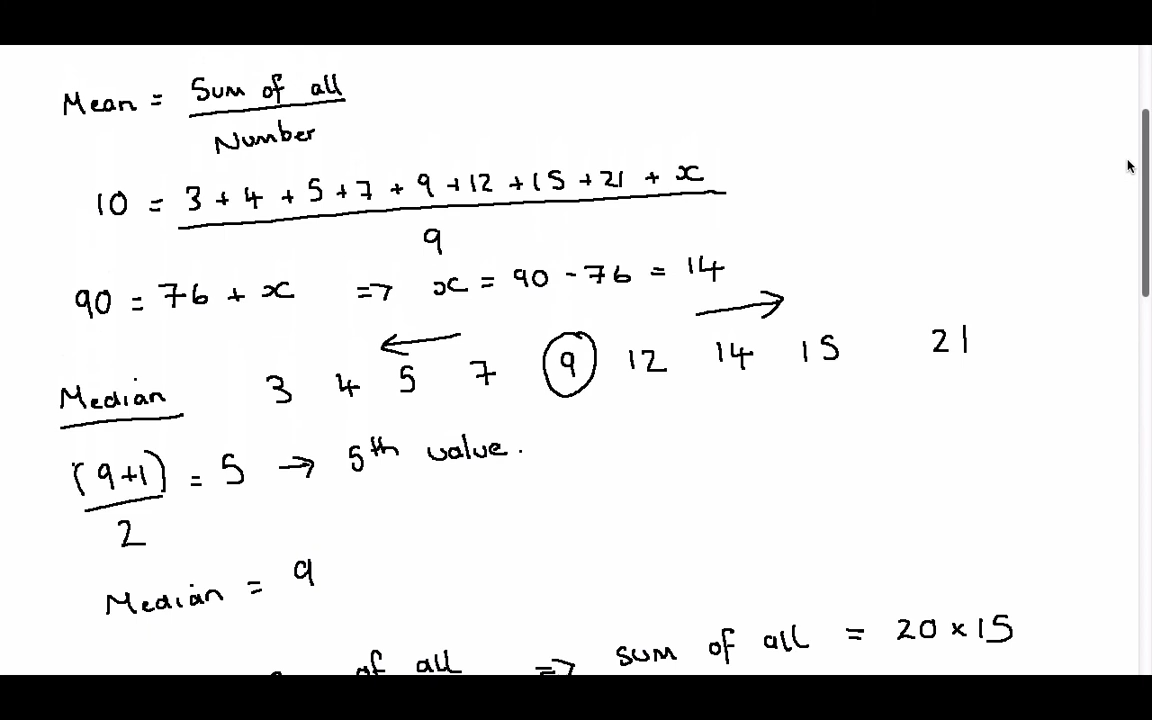 Mean = Sum of all
Number
10 = 3 + 4 + 5 + 7 + 9 + 12 + 15 + 21 + x
9
90 = 76 + x => x = 90 - 76 = 14
Median 3 4 5 7 9 12 14 15 21
(9+1) = 5 → 5th value.
2
Median = 9
of all => sum of all = 20 × 15